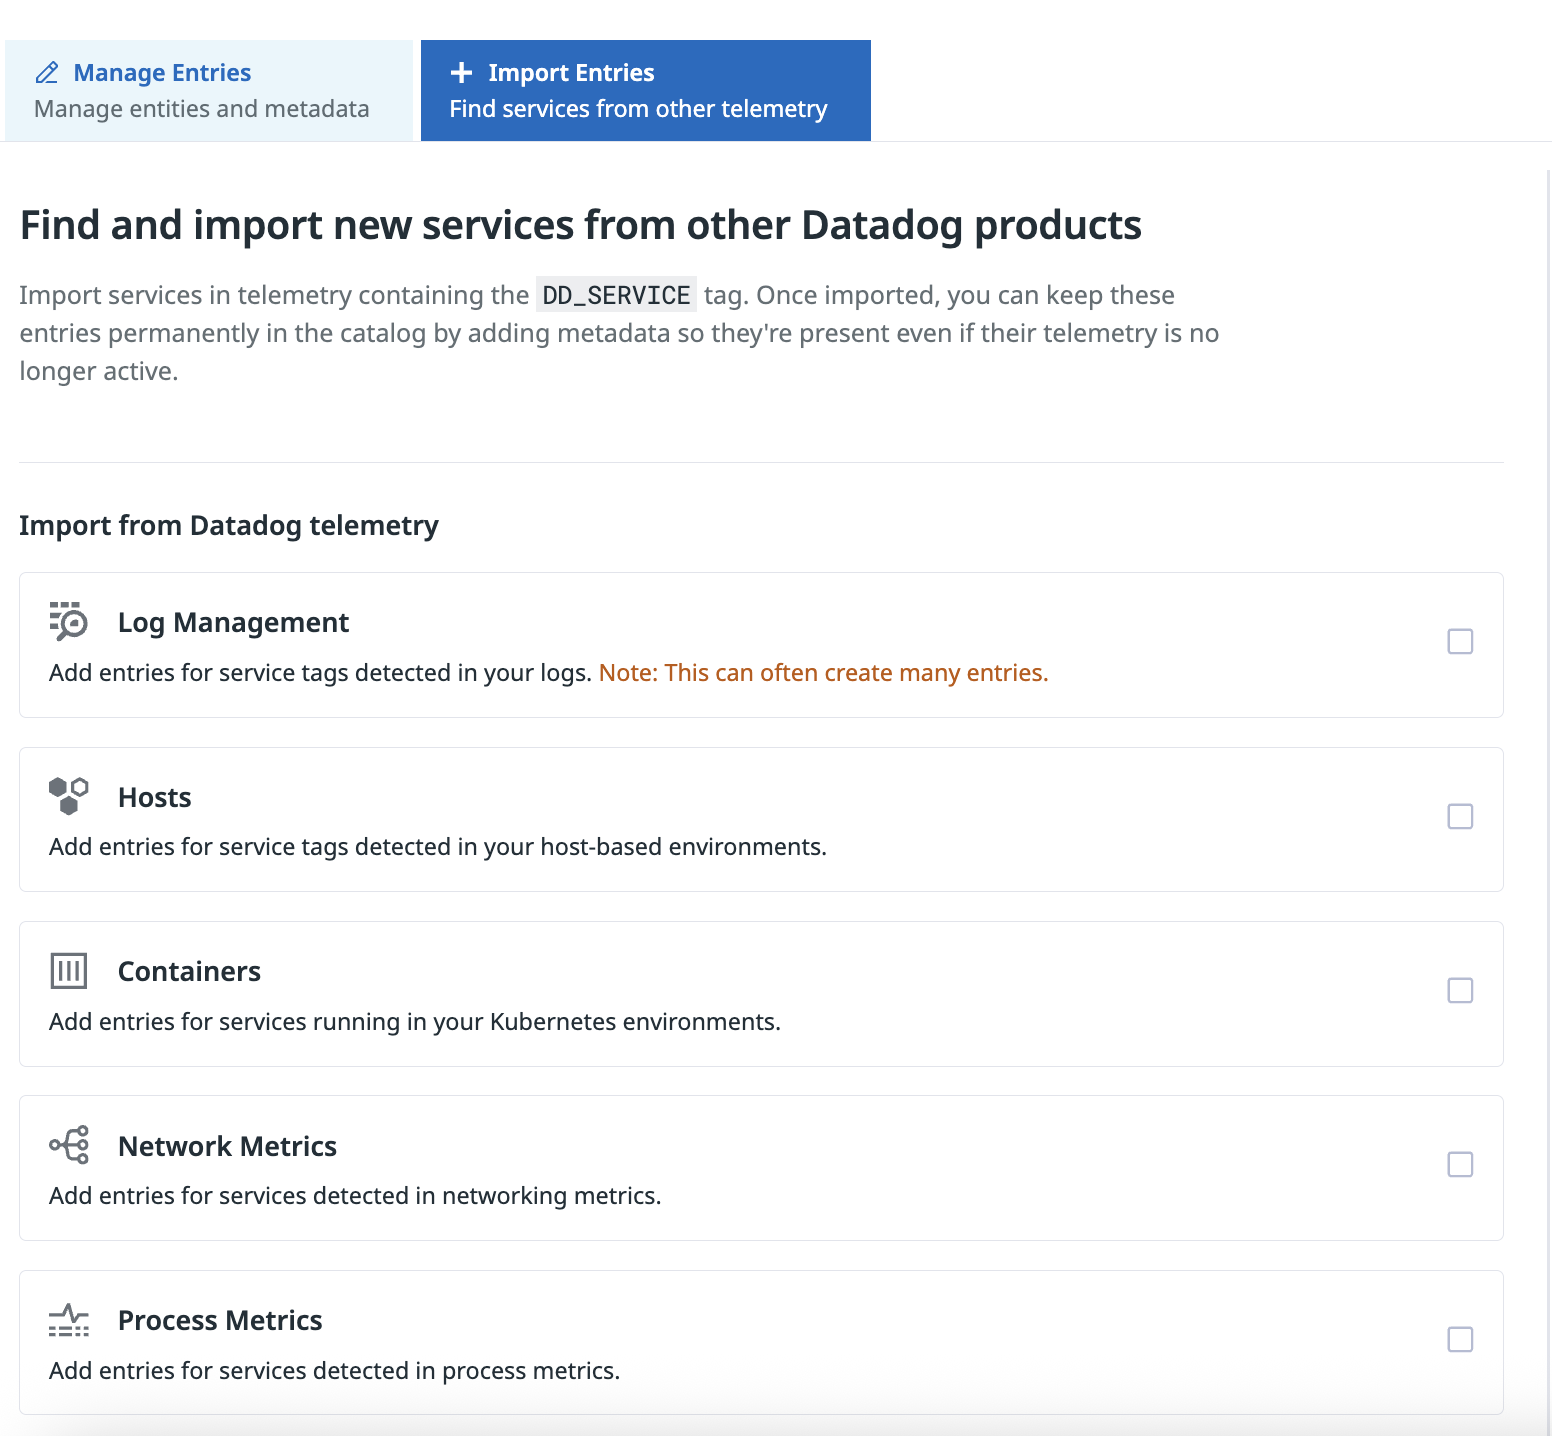 Manage Entries
Manage entities and metadata
Import Entries
Find services from other telemetry
Find and import new services from other Datadog products
Import services in telemetry containing the DD_SERVICE tag. Once imported, you can keep these
entries permanently in the catalog by adding metadata so they're present even if their telemetry is no
longer active.
Import from Datadog telemetry
Log Management
Add entries for service tags detected in your logs. Note: This can often create many entries.
Hosts
Add entries for service tags detected in your host-based environments.
Containers
Add entries for services running in your Kubernetes environments.
Network Metrics
Add entries for services detected in networking metrics.
Process Metrics
Add entries for services detected in process metrics.